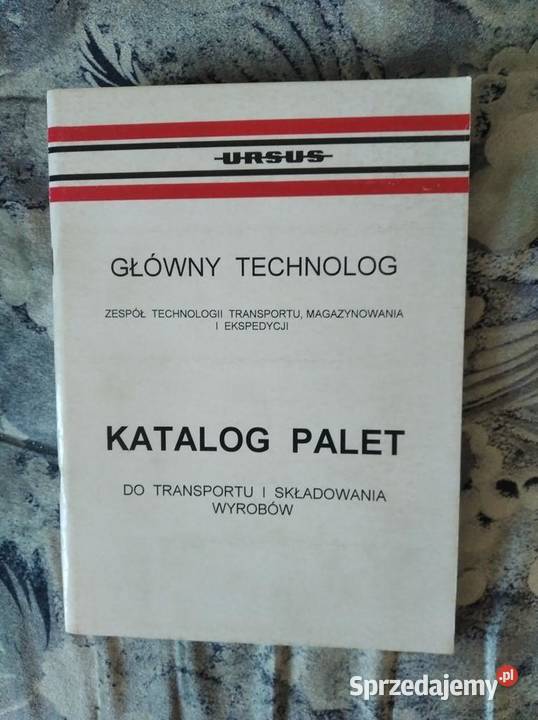 URSUS
GŁÓWNY TECHNOLOG
ZESPÓŁ TECHNOLOGII TRANSPORTU, MAGAZYNOWANIA
I EKSPEDYCJI
KATALOG PALET
DO TRANSPORTU I SKŁADOWANIA
WYROBÓW
Sprzedajemy.pl